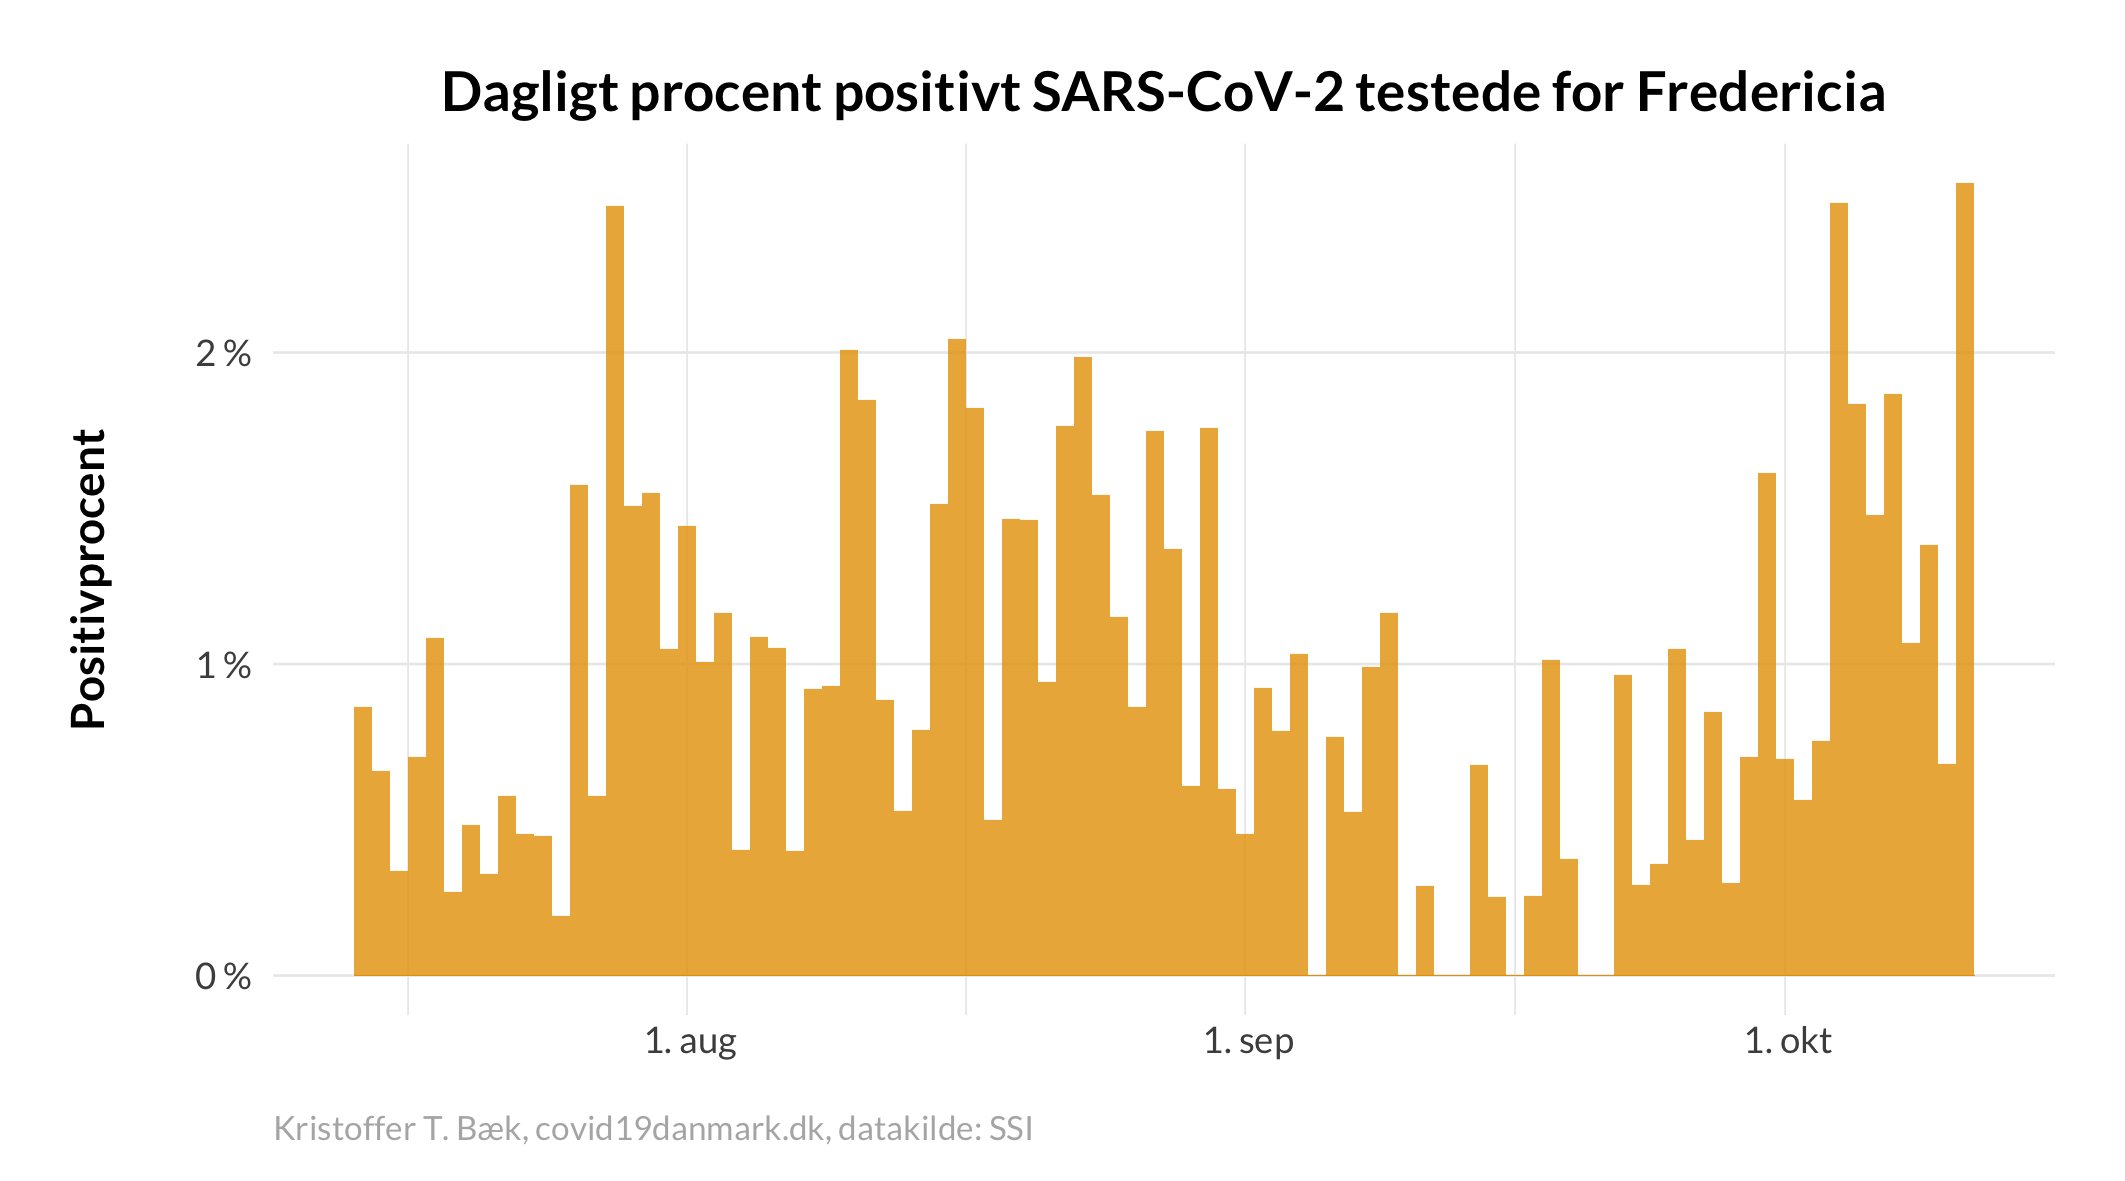 Dagligt procent positivt SARS-CoV-2 testede for Fredericia
Positivprocent
2 %
1 %
0 %
1. aug
1. sep
1. okt
Kristoffer T. Bæk, covid19danmark.dk, datakilde: SSI